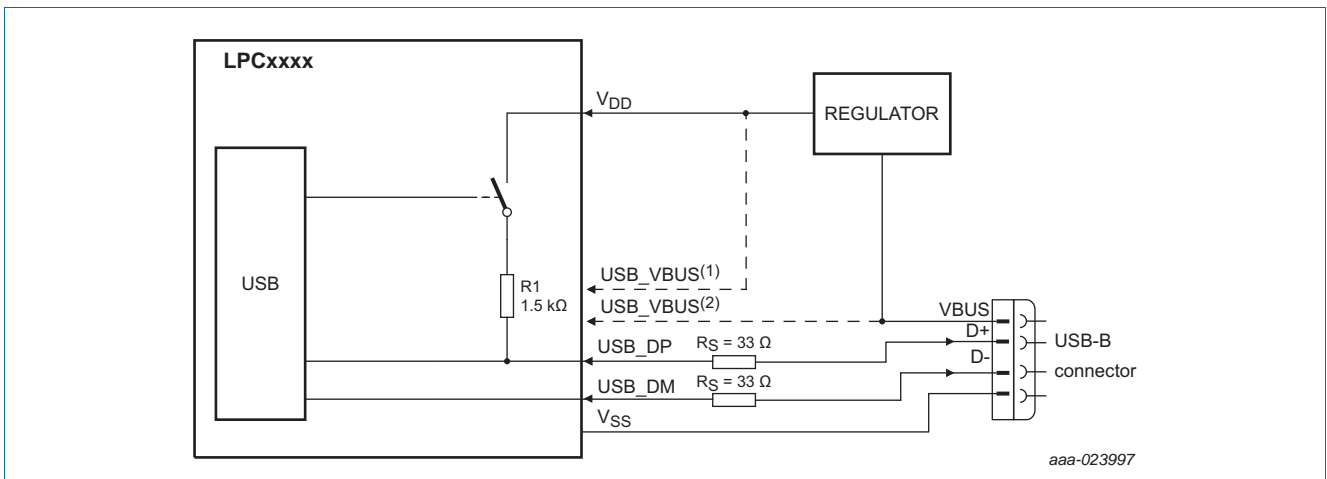 LPCxxxx
VDD
REGULATOR
USB
R1
1.5 kΩ
USB_VBUS(1)
USB_VBUS(2)
VBUS
D+
USB-B
USB_DP
RS = 33 Ω
D-
connector
USB_DM
RS = 33 Ω
VSS
aaa-023997